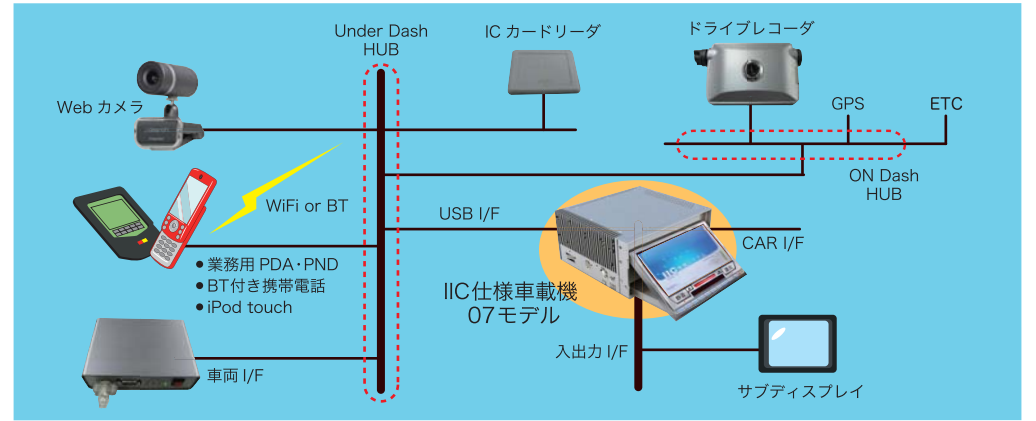 Under Dash
HUB
IC カードリーダ
ドライブレコーダ
Web カメラ
GPS
ETC
ON Dash
HUB
WiFi or BT
USB I/F
CAR I/F
●業務用 PDA・PND
●BT付き携帯電話
●iPod touch
IIC仕様車載機
07モデル
IIC
入出力 I/F
車両 I/F
サブディスプレイ